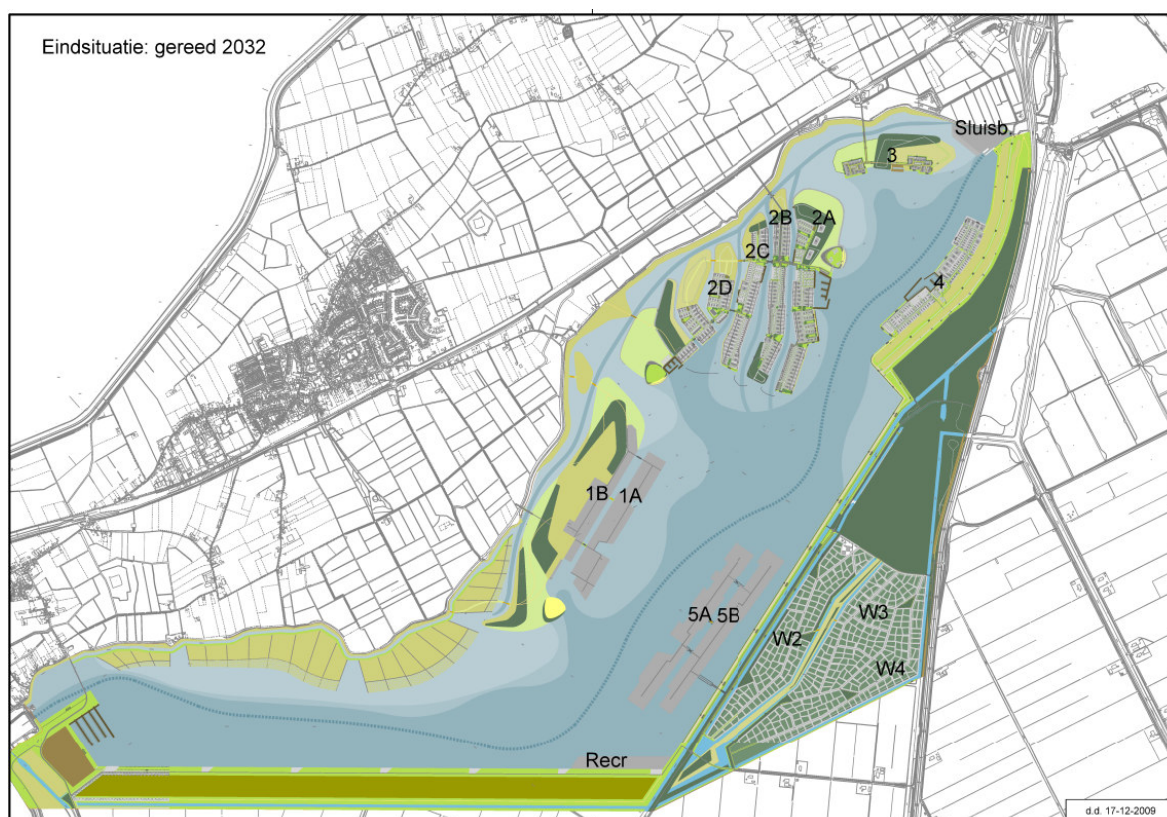 Eindsituatie: gereed 2032
Sluisb.
3
2B
2A
2C
2D
4
1B
1A
5A
5B
W2
W3
W4
Recr
d.d. 17-12-2009